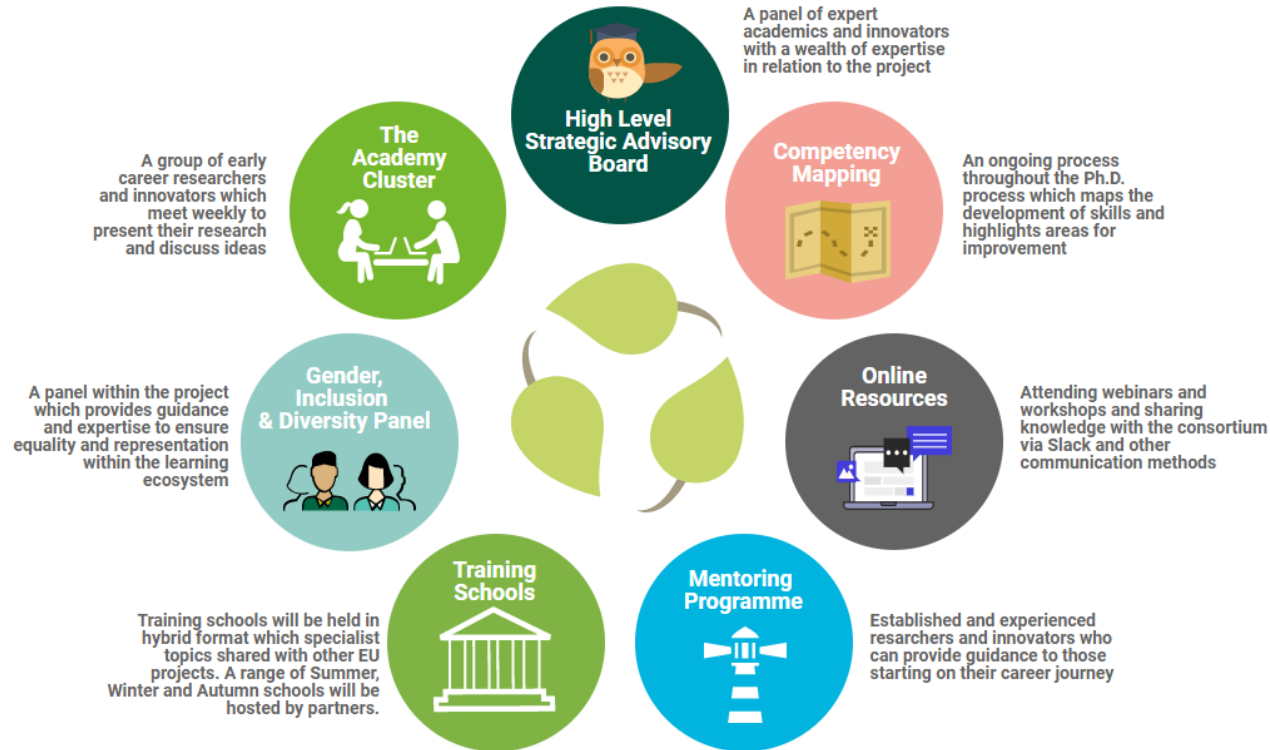 High Level
Strategic Advisory
Board
A panel of expert
academics and innovators
with a wealth of expertise
in relation to the project
Competency
Mapping
An ongoing process
throughout the Ph.D.
process which maps the
development of skills and
highlights areas for
improvement
Online
Resources
Attending webinars and
workshops and sharing
knowledge with the consortium
via Slack and other
communication methods
Mentoring
Programme
Established and experienced
resarchers and innovators who
can provide guidance to those
starting on their career journey
Training
Schools
Training schools will be held in
hybrid format which specialist
topics shared with other EU
projects. A range of Summer,
Winter and Autumn schools will be
hosted by partners.
Gender,
Inclusion
& Diversity Panel
A panel within the project
which provides guidance
and expertise to ensure
equality and representation
within the learning
ecosystem
The
Academy
Cluster
A group of early
career researchers
and innovators which
meet weekly to
present their research
and discuss ideas